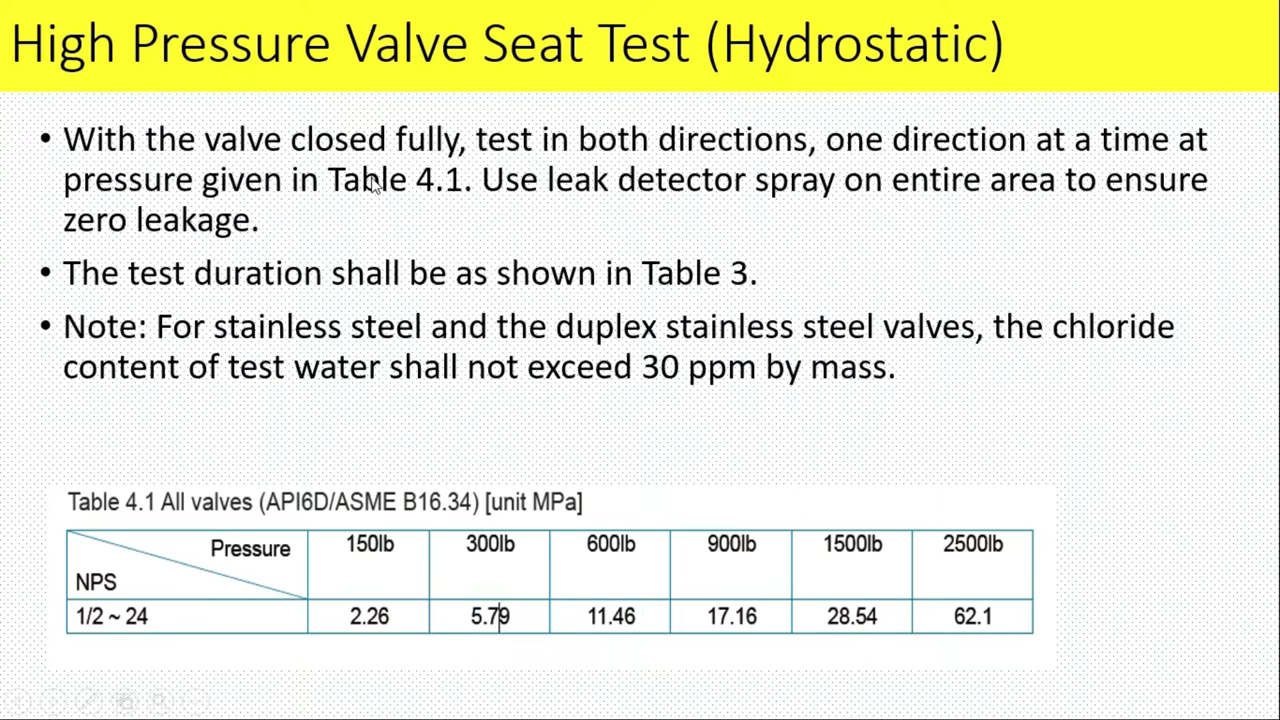 High Pressure Valve Seat Test (Hydrostatic)
• With the valve closed fully, test in both directions, one direction at a time at
pressure given in Table 4.1. Use leak detector spray on entire area to ensure
zero leakage.
• The test duration shall be as shown in Table 3.
• Note: For stainless steel and the duplex stainless steel valves, the chloride
content of test water shall not exceed 30 ppm by mass.
Table 4.1 All valves (API6D/ASME B16.34) [unit MPa]
Pressure 150lb 300lb 600lb 900lb 1500lb 2500lb
NPS
1/2 ~ 24 2.26 5.79 11.46 17.16 28.54 62.1